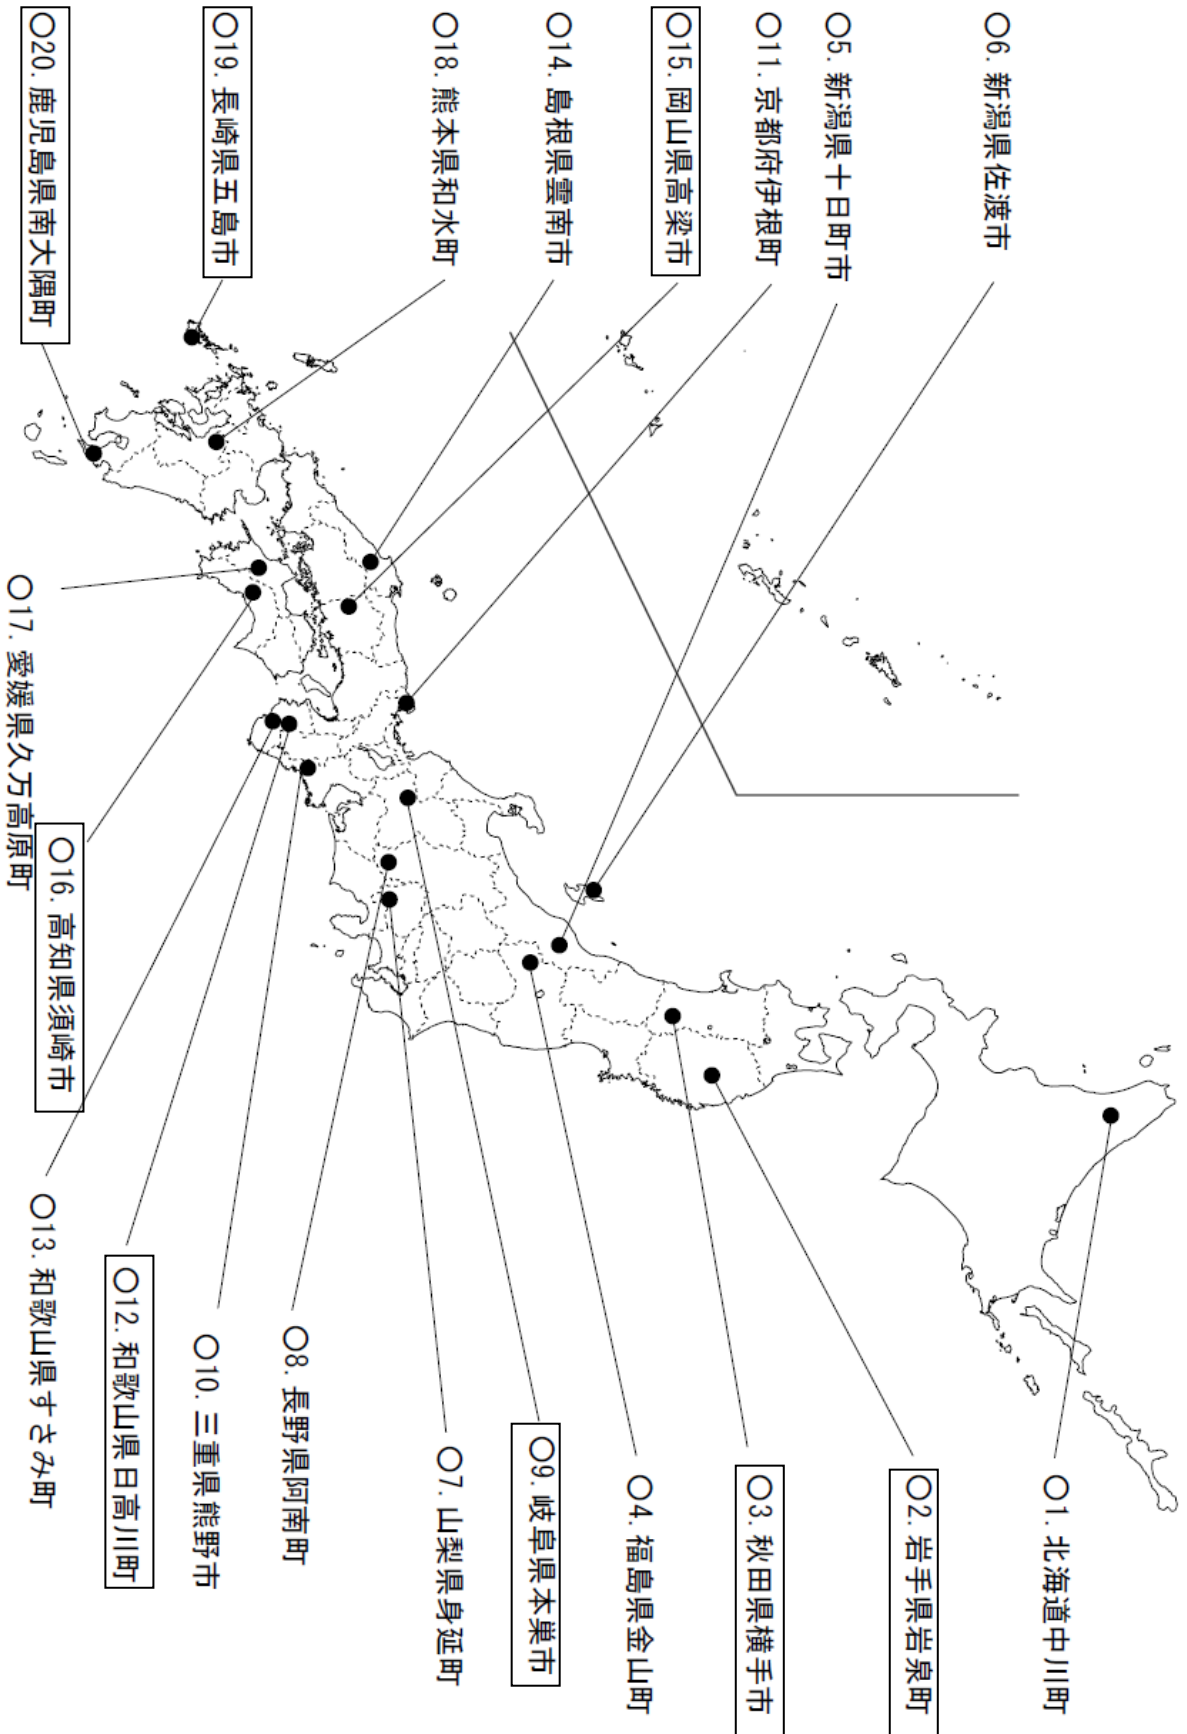 ○6. 新潟県佐渡市
○5. 新潟県十日町市
○11. 京都府伊根町
○15. 岡山県高梁市
○14. 島根県雲南市
○18. 熊本県和水町
○19. 長崎県五島市
○20. 鹿児島県南大隅町
○1. 北海道中川町
○2. 岩手県岩泉町
○3. 秋田県横手市
○4. 福島県金山町
○9. 岐阜県本巣市
○7. 山梨県身延町
○8. 長野県阿南町
○10. 三重県熊野市
○12. 和歌山県日高川町
○13. 和歌山県すさみ町
○16. 高知県須崎市
○17. 愛媛県久万高原町